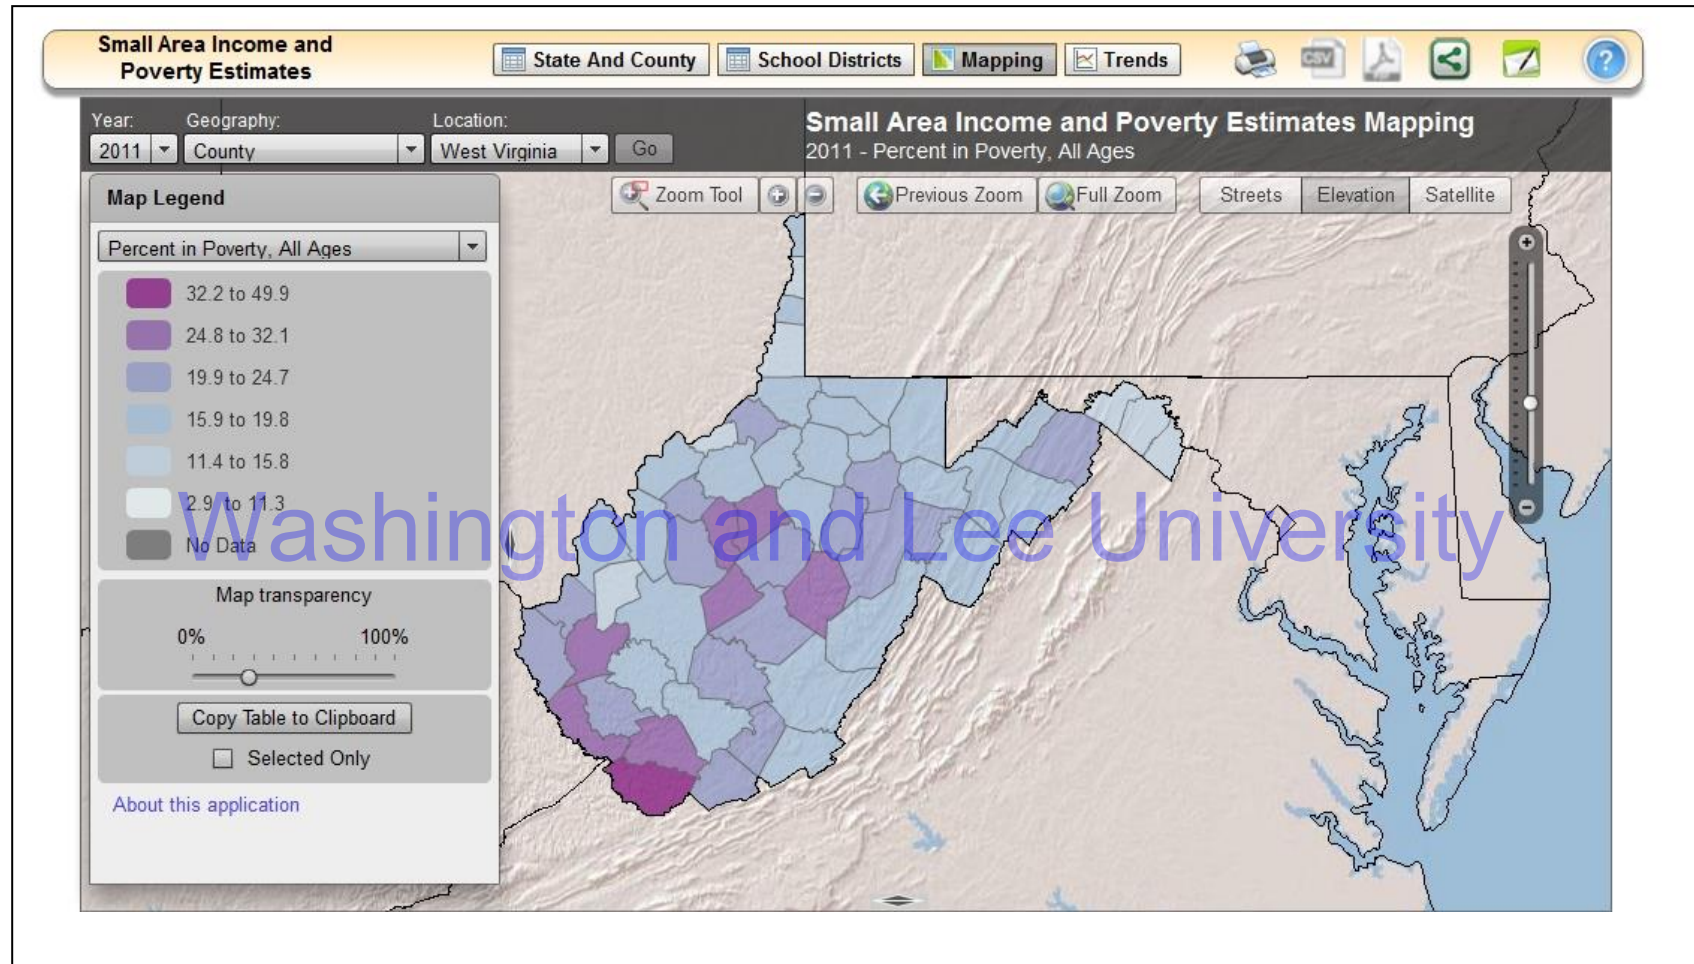 Small Area Income and
Poverty Estimates
State And County
School Districts
Mapping
Trends
CSV
?
Year:
Geography:
Location:
2011
County
West Virginia
Go
Small Area Income and Poverty Estimates Mapping
2011 - Percent in Poverty, All Ages
Map Legend
Zoom Tool
Previous Zoom
Full Zoom
Streets
Elevation
Satellite
Percent in Poverty, All Ages
32.2 to 49.9
24.8 to 32.1
19.9 to 24.7
15.9 to 19.8
11.4 to 15.8
2.9 to 11.3
No Data
Washington and Lee University
Map transparency
0% 100%
Copy Table to Clipboard
Selected Only
About this application